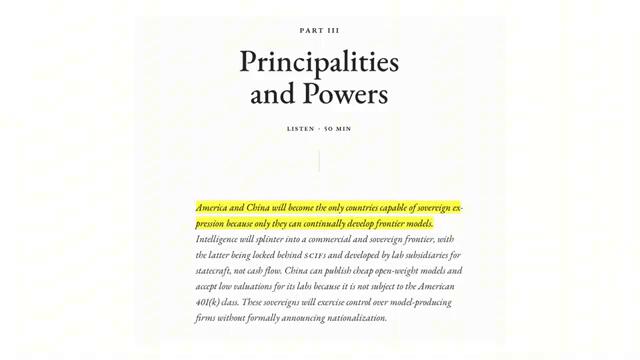 PART III
Principalities
and Powers
LISTEN · 50 MIN
America and China will become the only countries capable of sovereign ex-
pression because only they can continually develop frontier models.
Intelligence will splinter into a commercial and sovereign frontier, with
the latter being locked behind SCIFs and developed by lab subsidiaries for
statecraft, not cash flow. China can publish cheap open-weight models and
accept low valuations for its labs because it is not subject to the American
401(k) class. These sovereigns will exercise control over model-producing
firms without formally announcing nationalization.